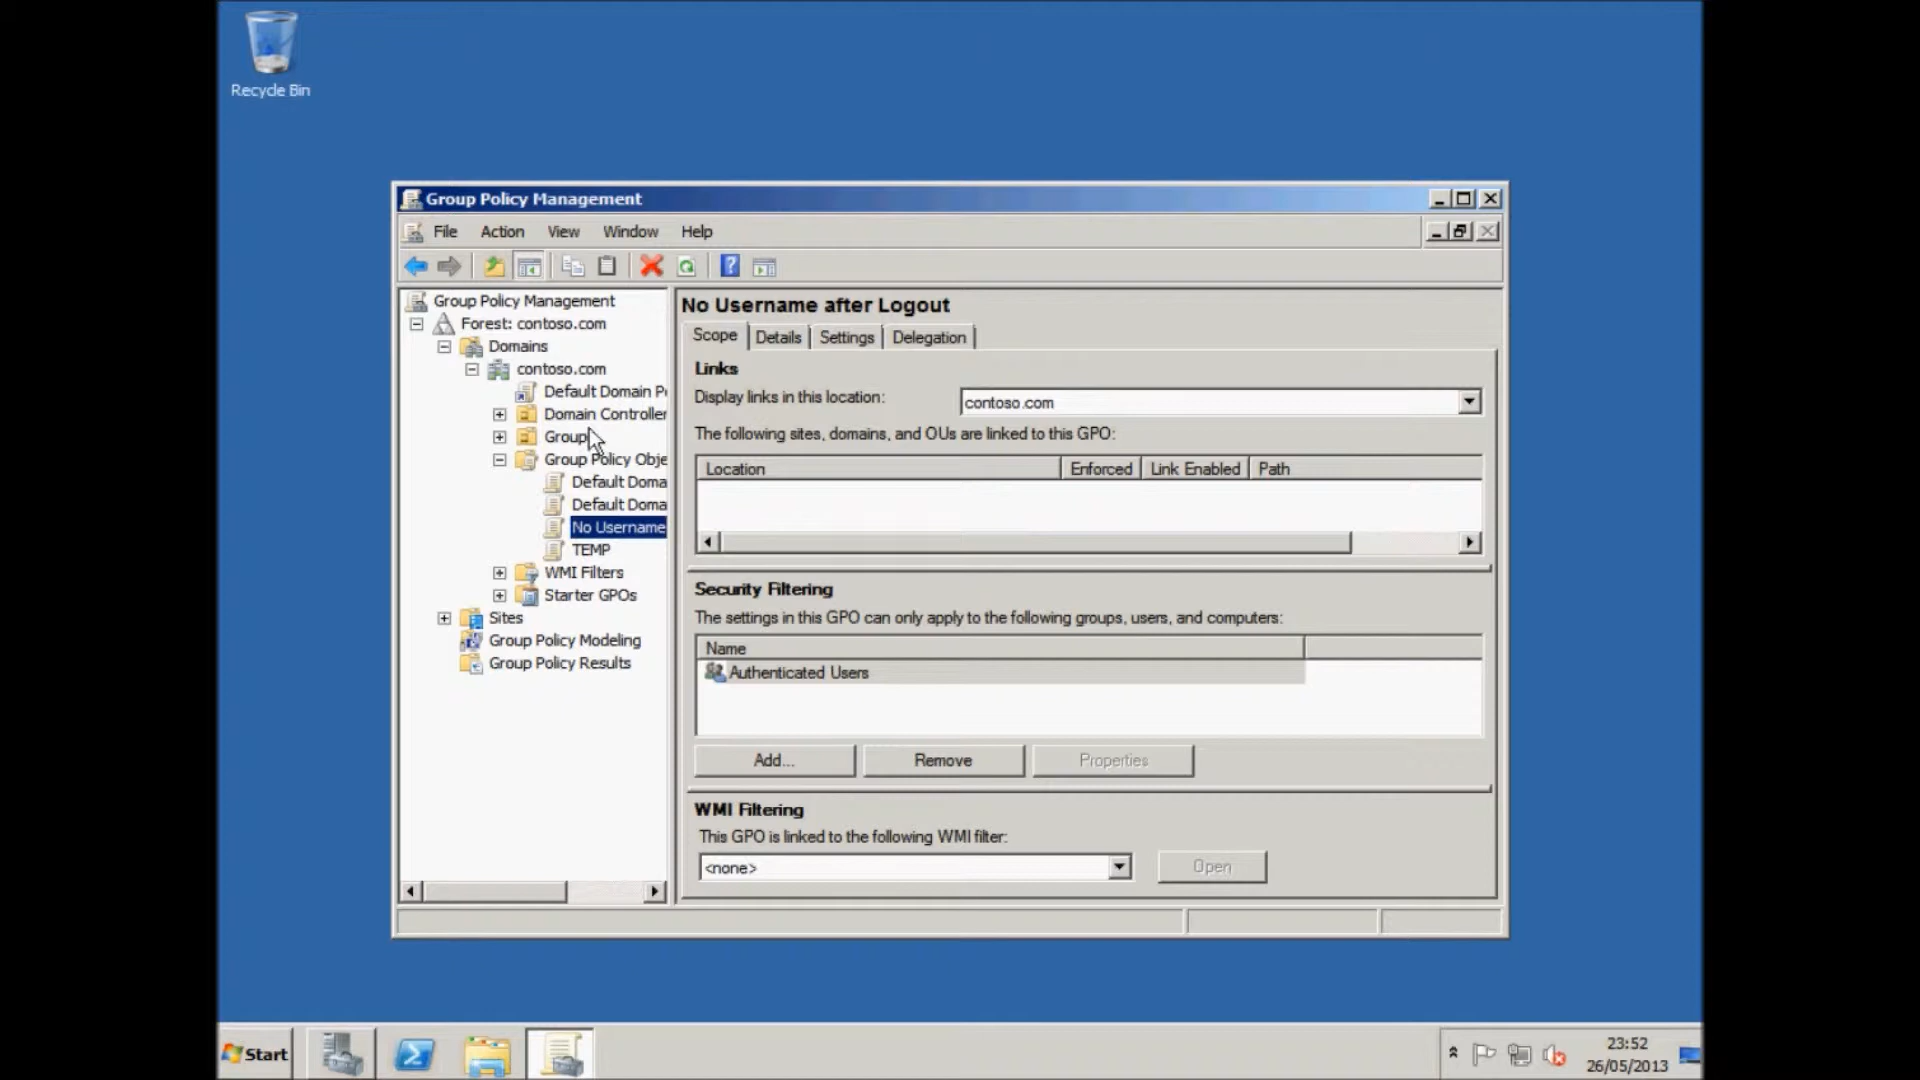 Recycle Bin
Group Policy Management
File Action View Window Help
Group Policy Management
Forest: contoso.com
Domains
contoso.com
Default Domain P
Domain Controller
Group
Group Policy Obje
Default Doma
Default Doma
No Username
TEMP
WMI Filters
Starter GPOs
Sites
Group Policy Modeling
Group Policy Results
No Username after Logout
Scope Details Settings Delegation
Links
Display links in this location: contoso.com
The following sites, domains, and OUs are linked to this GPO:
Location Enforced Link Enabled Path
Security Filtering
The settings in this GPO can only apply to the following groups, users, and computers:
Name
Authenticated Users
Add... Remove Properties
WMI Filtering
This GPO is linked to the following WMI filter:
<none> Open
Start
23:52
26/05/2013